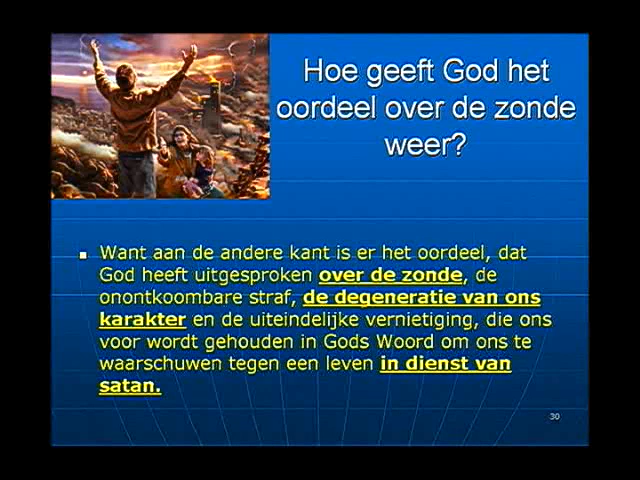 Hoe geeft God het
oordeel over de zonde
weer?
Want aan de andere kant is er het oordeel, dat
God heeft uitgesproken over de zonde, de
onontkoombare straf, de degeneratie van ons
karakter en de uiteindelijke vernietiging, die ons
voor wordt gehouden in Gods Woord om ons te
waarschuwen tegen een leven in dienst van
satan.
30